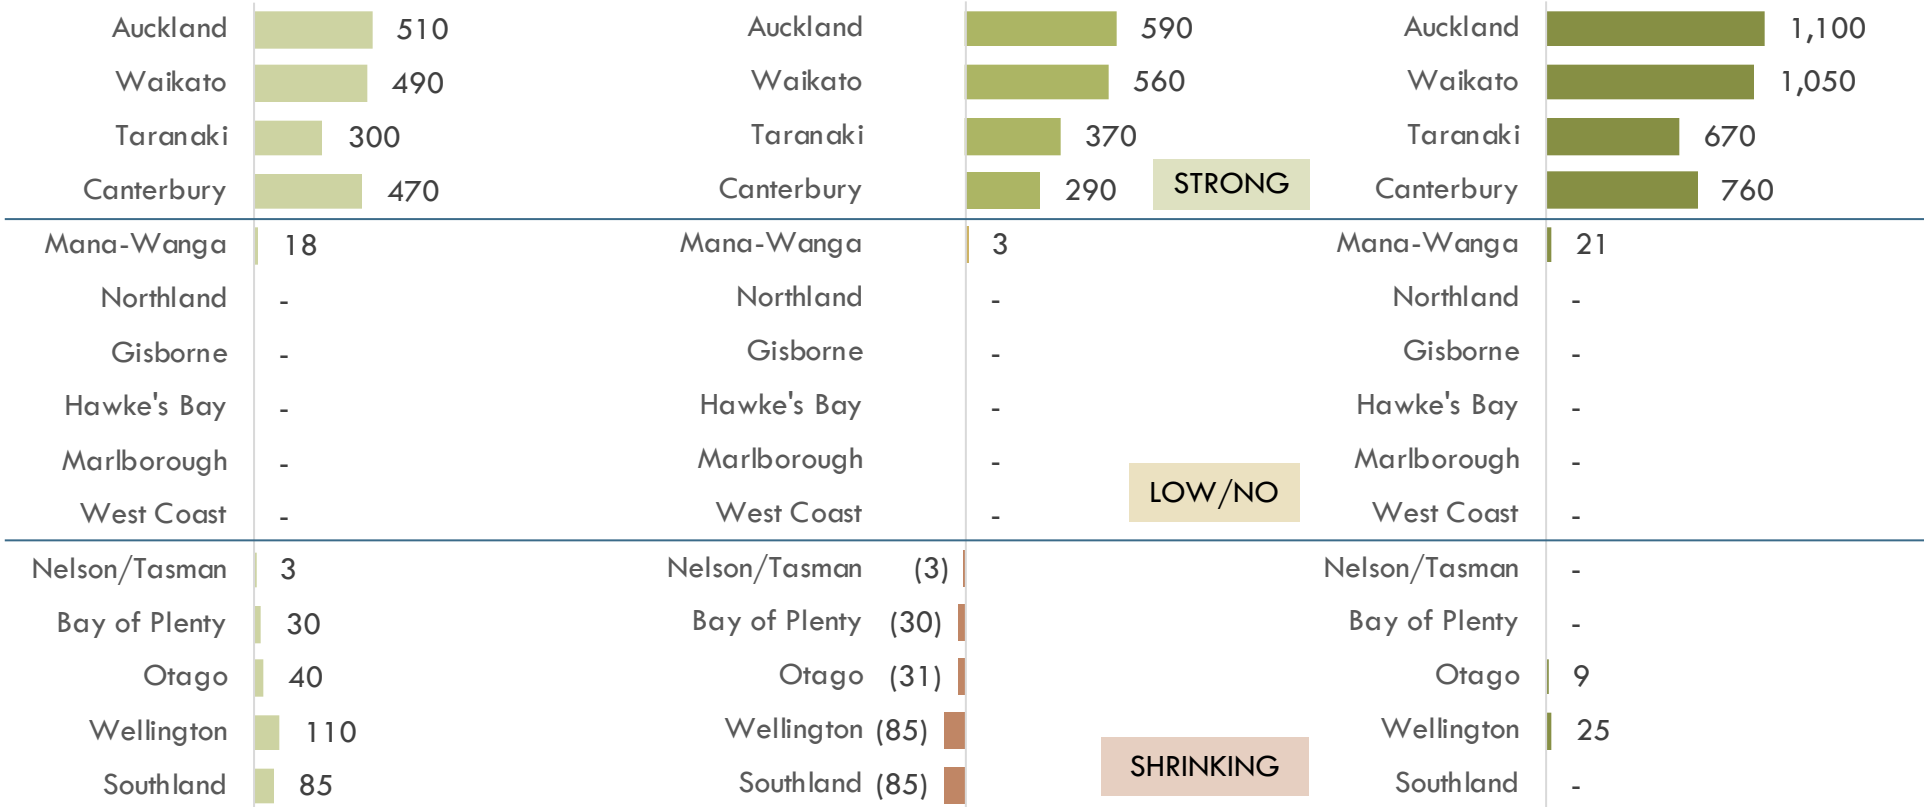 Auckland 510 Auckland 590 Auckland 1,100
Waikato 490 Waikato 560 Waikato 1,050
Taranaki 300 Taranaki 370 Taranaki 670
Canterbury 470 Canterbury 290 STRONG Canterbury 760
Mana-Wanga 18 Mana-Wanga 3 Mana-Wanga 21
Northland - Northland - Northland -
Gisborne - Gisborne - Gisborne -
Hawke's Bay - Hawke's Bay - Hawke's Bay -
Marlborough - Marlborough - Marlborough -
LOW/NO
West Coast - West Coast - West Coast -
Nelson/Tasman 3 Nelson/Tasman (3) Nelson/Tasman -
Bay of Plenty 30 Bay of Plenty (30) Bay of Plenty -
Otago 40 Otago (31) Otago 9
Wellington 110 Wellington (85) Wellington 25
SHRINKING
Southland 85 Southland (85) Southland -